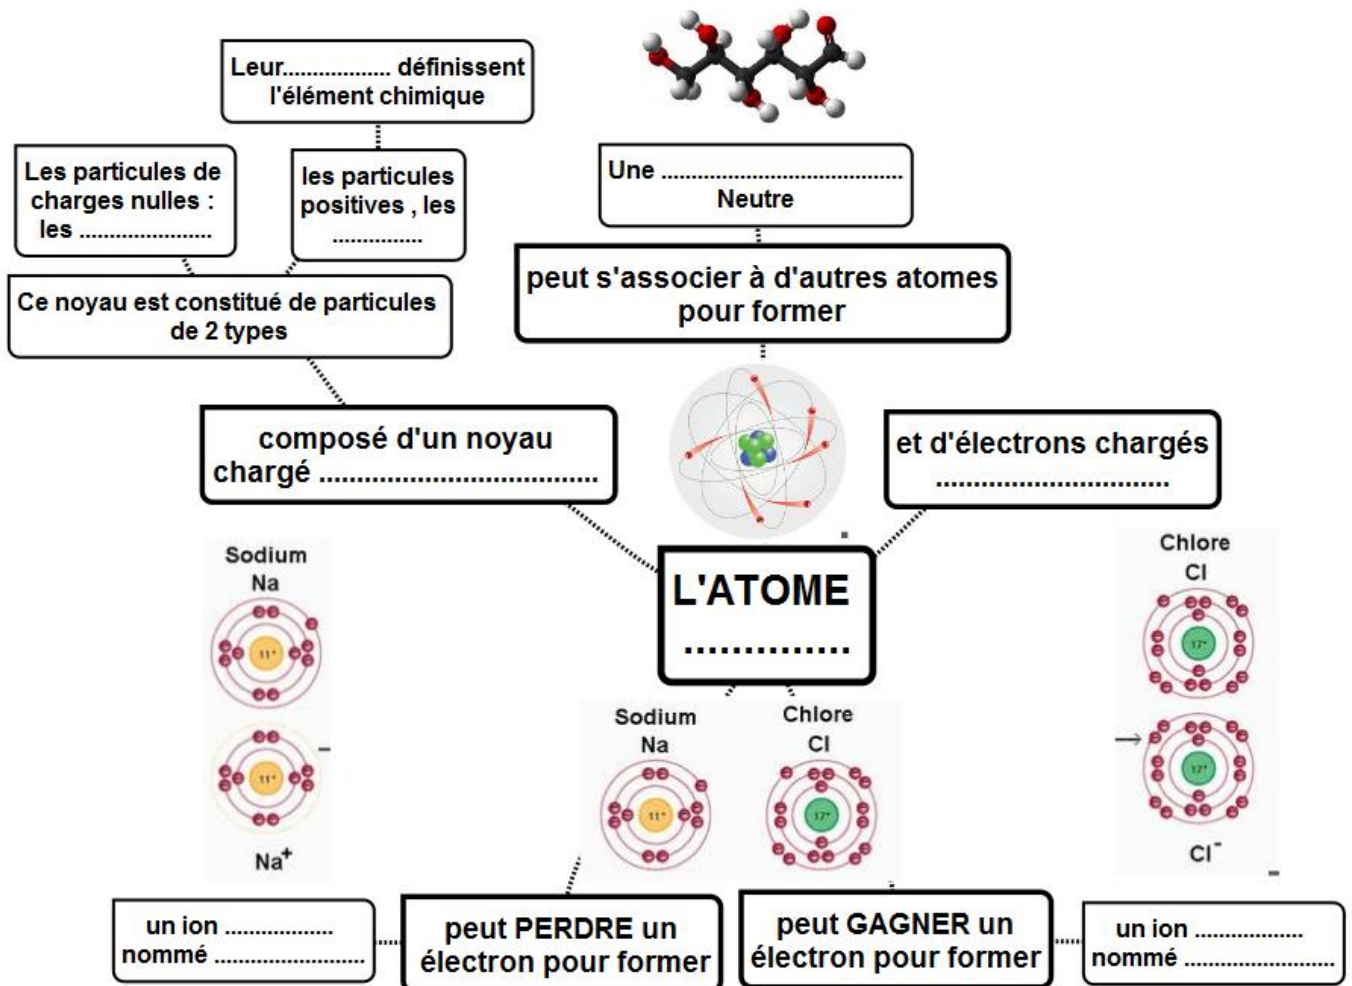 Leur.................. définissent
l'élément chimique
Les particules de
charges nulles :
les ......................
les particules
positives , les
...............
Une ........................................
Neutre
Ce noyau est constitué de particules
de 2 types
peut s'associer à d'autres atomes
pour former
composé d'un noyau
chargé .....................................
et d'électrons chargés
...............................
L'ATOME
..............
Sodium
Na
11+
11+
Na+
Sodium
Na
11+
Chlore
Cl
17+
Chlore
Cl
17+
→
17+
Cl-
un ion ..................
nommé .........................
peut PERDRE un
électron pour former
peut GAGNER un
électron pour former
un ion ..................
nommé .........................